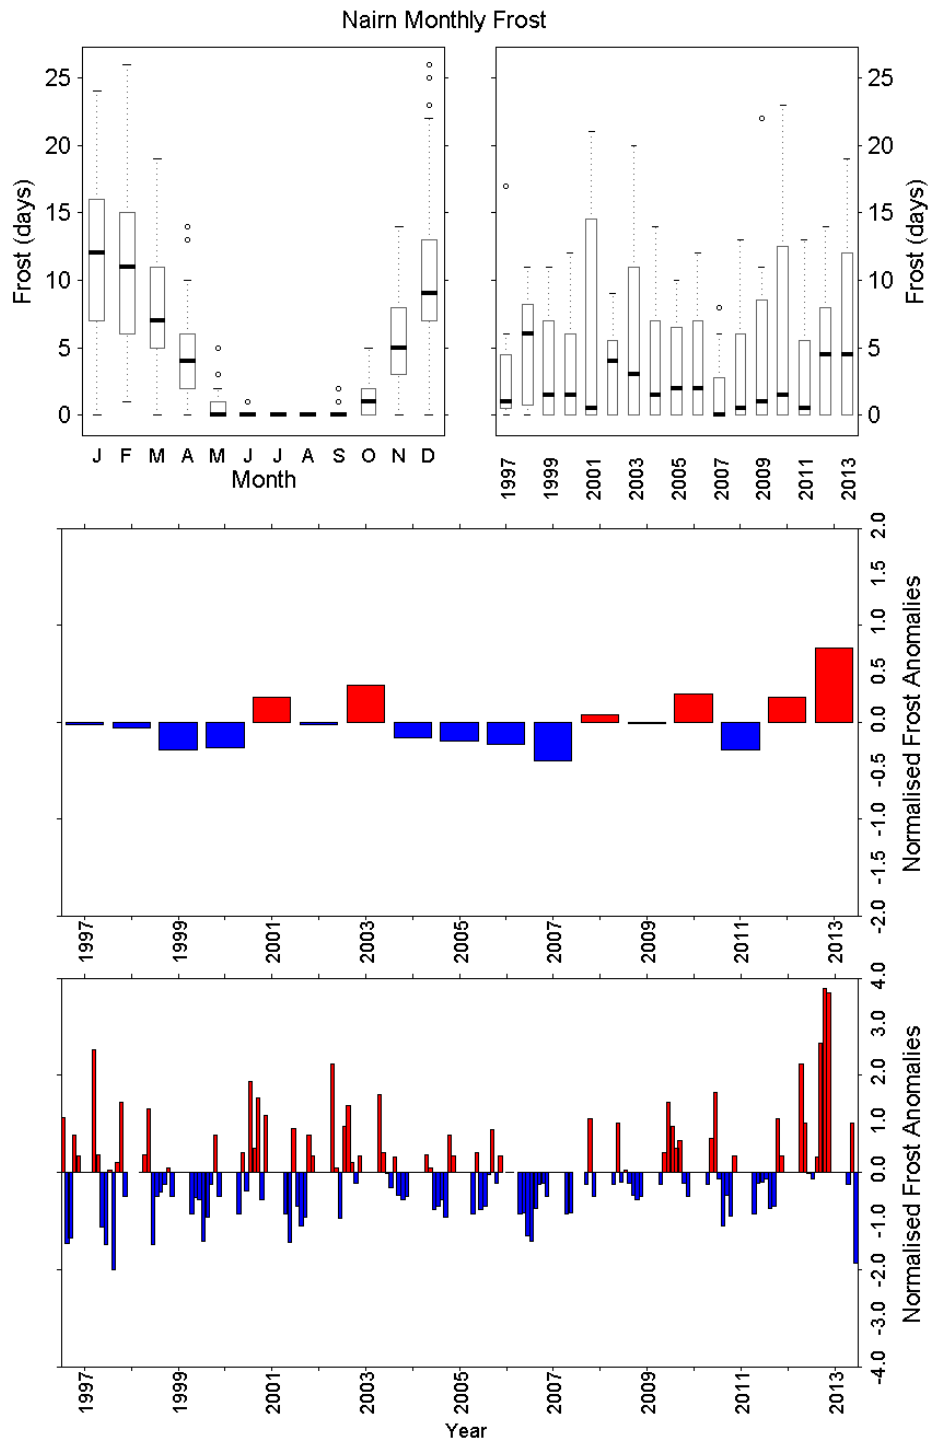 Nairn Monthly Frost
Frost (days)
25
20
15
10
5
0
J F M A M J J A S O N D
Month
25
20
15
10
5
0
Frost (days)
1997 1999 2001 2003 2005 2007 2009 2011 2013
2.0
1.5
1.0
0.5
0.0
-0.5
-1.0
-1.5
-2.0
Normalised Frost Anomalies
1997 1999 2001 2003 2005 2007 2009 2011 2013
4.0
3.0
2.0
1.0
0.0
-1.0
-2.0
-3.0
-4.0
Normalised Frost Anomalies
1997 1999 2001 2003 2005 2007 2009 2011 2013
Year